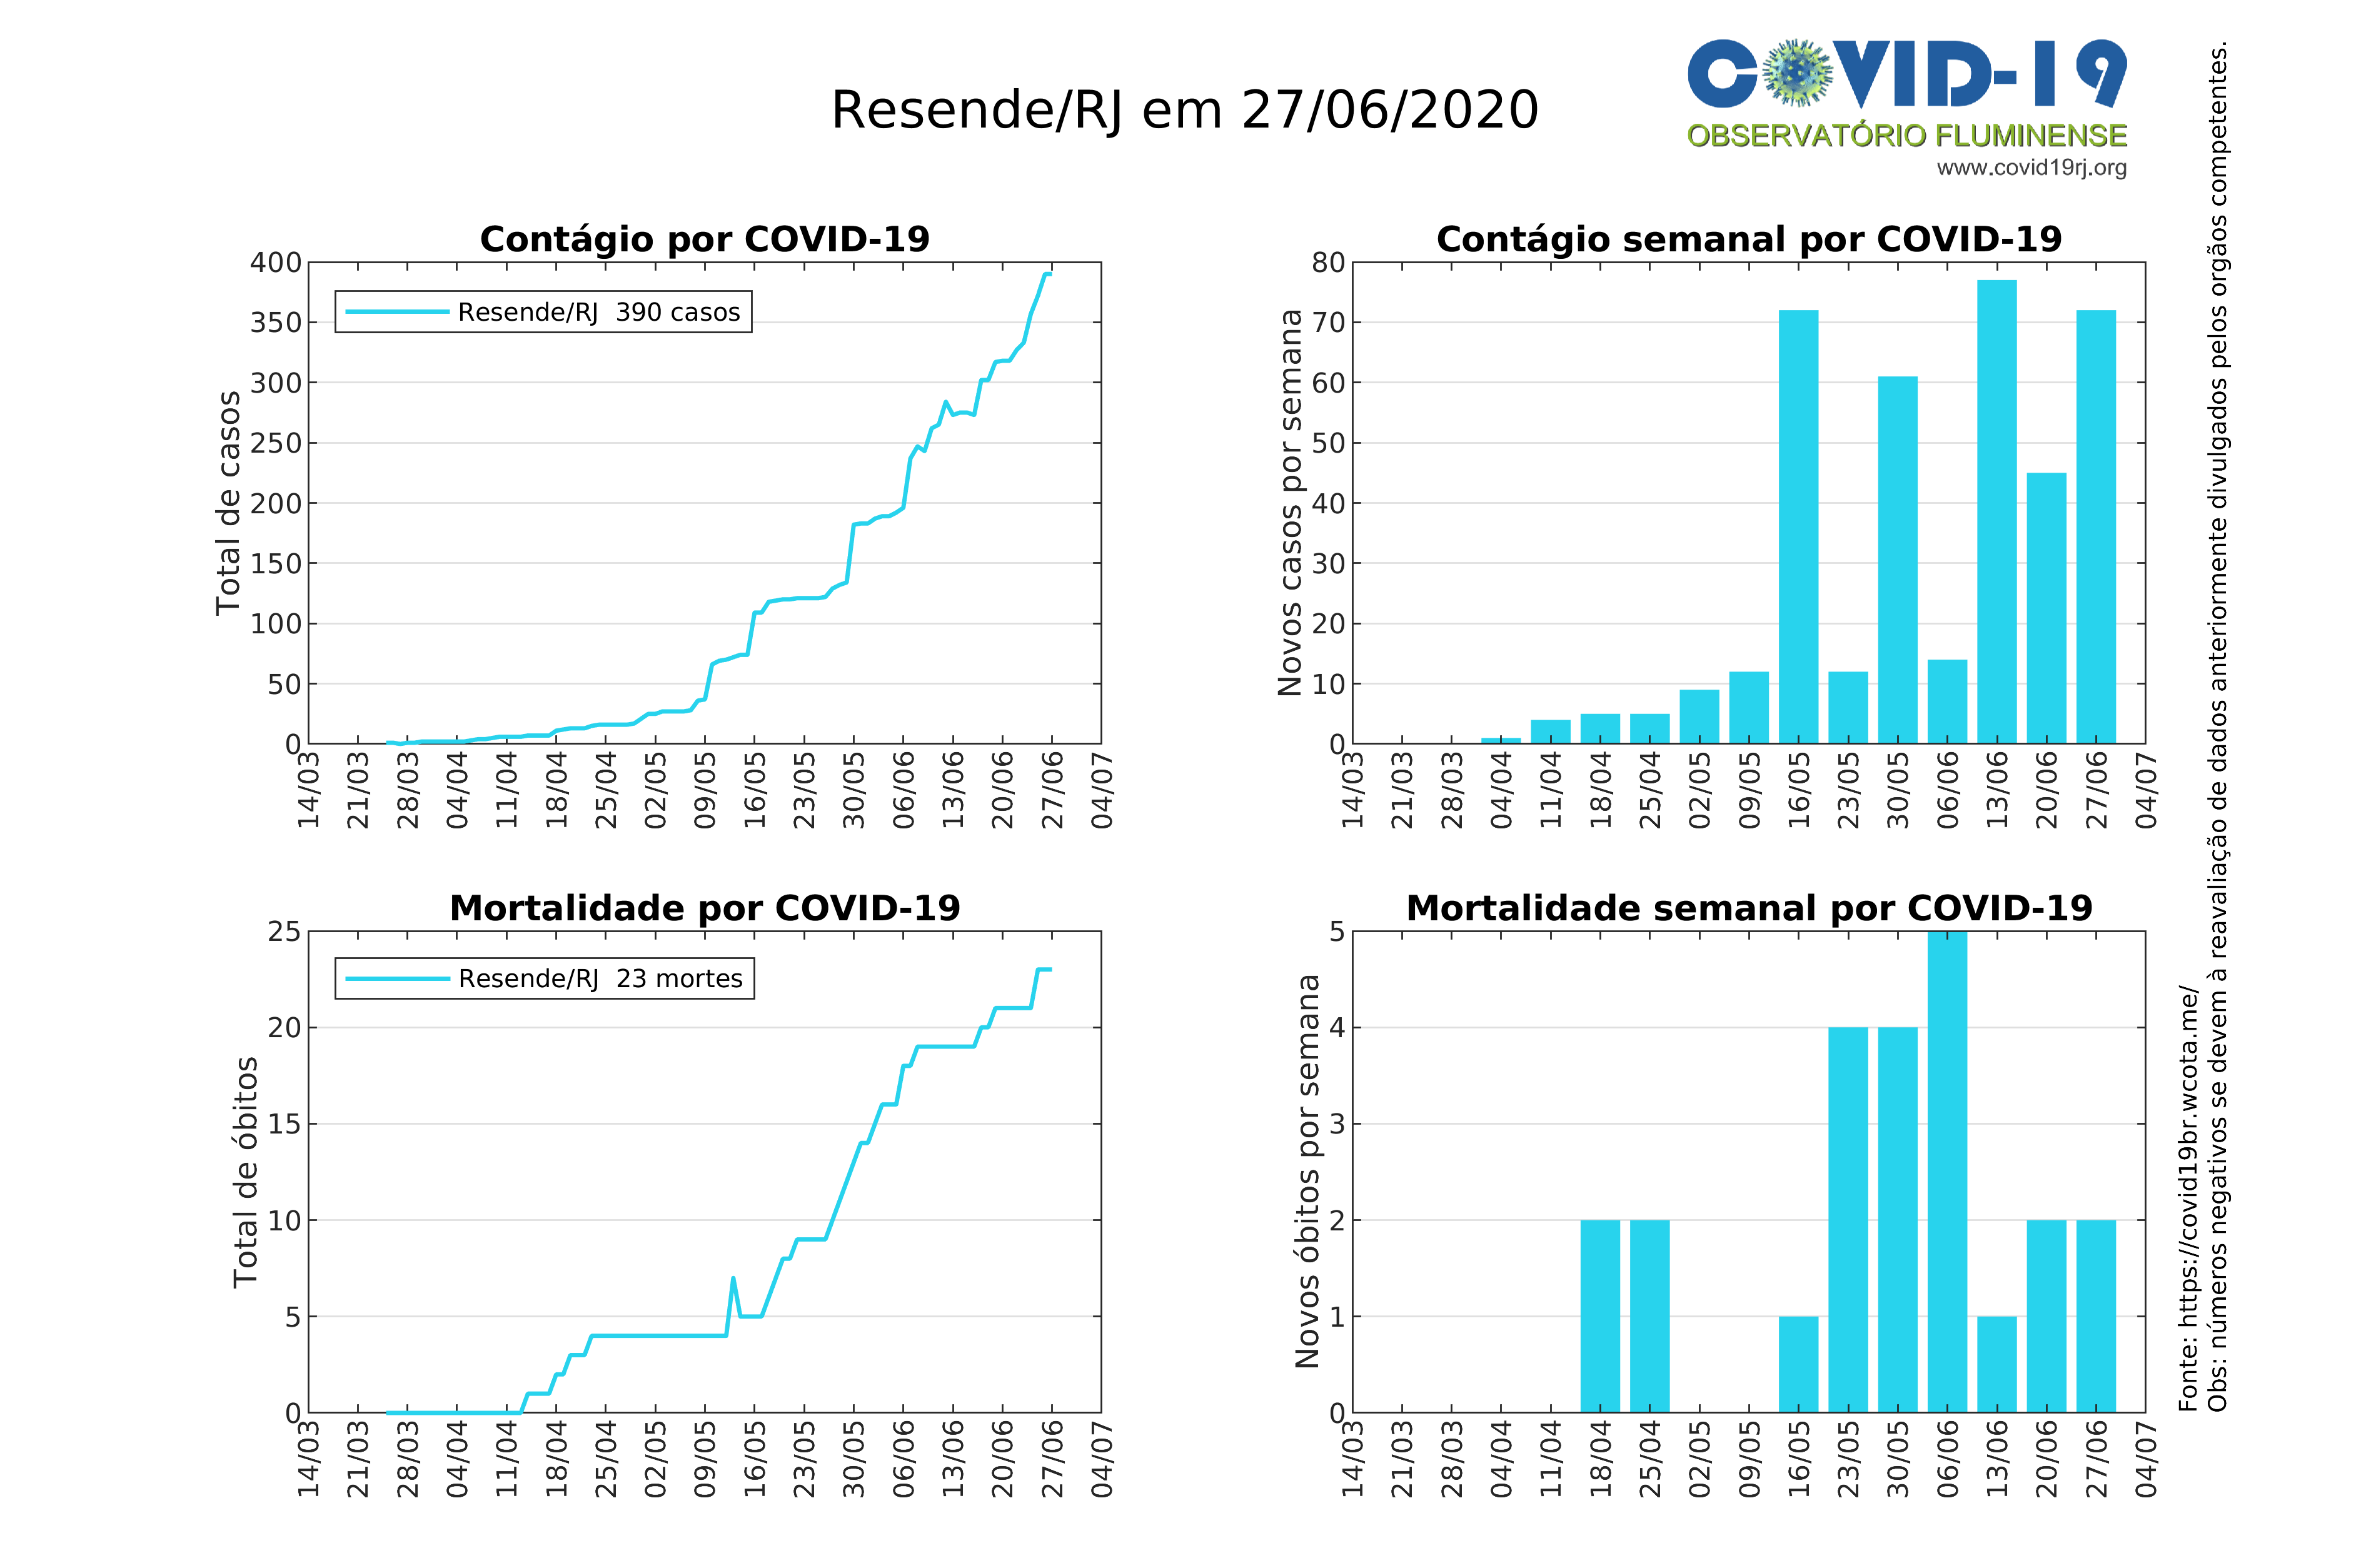 Resende/RJ em 27/06/2020
COVID-19
OBSERVATÓRIO FLUMINENSE
www.covid19rj.org
Contágio por COVID-19
Total de casos
400
350
300
250
200
150
100
50
0
Resende/RJ 390 casos
14/03 21/03 28/03 04/04 11/04 18/04 25/04 02/05 09/05 16/05 23/05 30/05 06/06 13/06 20/06 27/06 04/07
Contágio semanal por COVID-19
Novos casos por semana
80
70
60
50
40
30
20
10
0
14/03 21/03 28/03 04/04 11/04 18/04 25/04 02/05 09/05 16/05 23/05 30/05 06/06 13/06 20/06 27/06 04/07
Mortalidade por COVID-19
Total de óbitos
25
20
15
10
5
0
Resende/RJ 23 mortes
14/03 21/03 28/03 04/04 11/04 18/04 25/04 02/05 09/05 16/05 23/05 30/05 06/06 13/06 20/06 27/06 04/07
Mortalidade semanal por COVID-19
Novos óbitos por semana
5
4
3
2
1
0
14/03 21/03 28/03 04/04 11/04 18/04 25/04 02/05 09/05 16/05 23/05 30/05 06/06 13/06 20/06 27/06 04/07
Fonte: https://covid19br.wcota.me/
Obs: números negativos se devem à reavaliação de dados anteriormente divulgados pelos orgãos competentes.